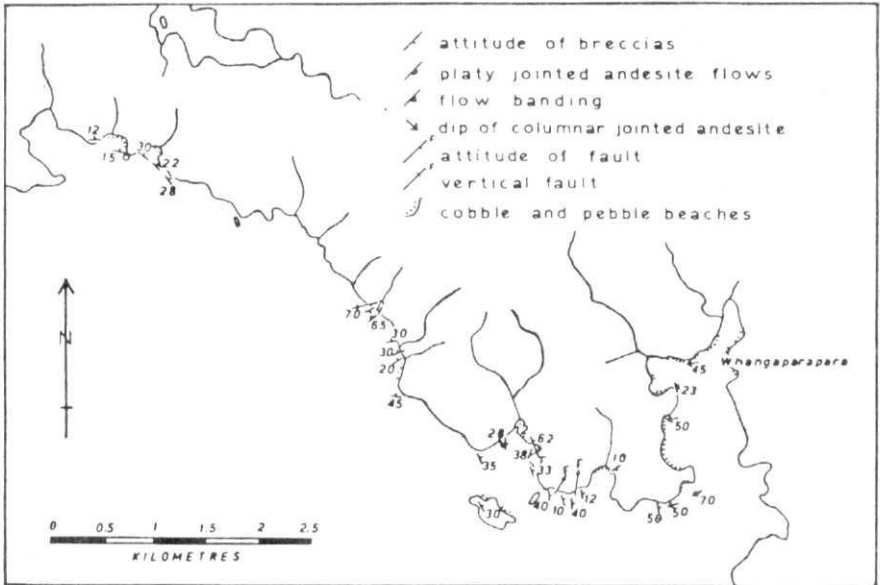 attitude of breccias
platy jointed andesite flows
flow banding
dip of columnar jointed andesite
F
attitude of fault
F
vertical fault
cobble and pebble beaches
12
15
20
22
28
N
70
65
30
30
20
45
45
Whangaparapara
23
50
28
12
62
38
35
33
F
F
10
40
10
40
12
30
50
50
70
0 0.5 1 1.5 2 2.5
KILOMETRES